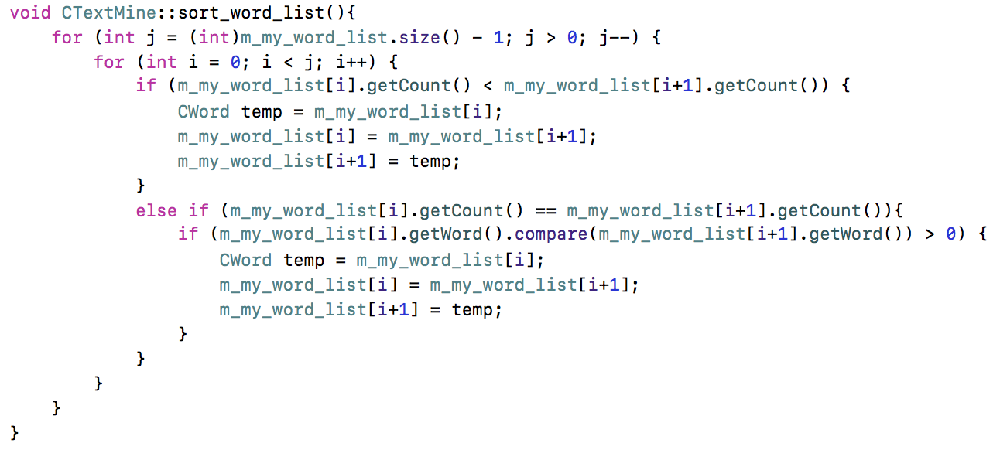 void CTextMine::sort_word_list(){
    for (int j = (int)m_my_word_list.size() - 1; j > 0; j--) {
        for (int i = 0; i < j; i++) {
            if (m_my_word_list[i].getCount() < m_my_word_list[i+1].getCount()) {
                CWord temp = m_my_word_list[i];
                m_my_word_list[i] = m_my_word_list[i+1];
                m_my_word_list[i+1] = temp;
            }
            else if (m_my_word_list[i].getCount() == m_my_word_list[i+1].getCount()){
                if (m_my_word_list[i].getWord().compare(m_my_word_list[i+1].getWord()) > 0) {
                    CWord temp = m_my_word_list[i];
                    m_my_word_list[i] = m_my_word_list[i+1];
                    m_my_word_list[i+1] = temp;
                }
            }
        }
    }
}